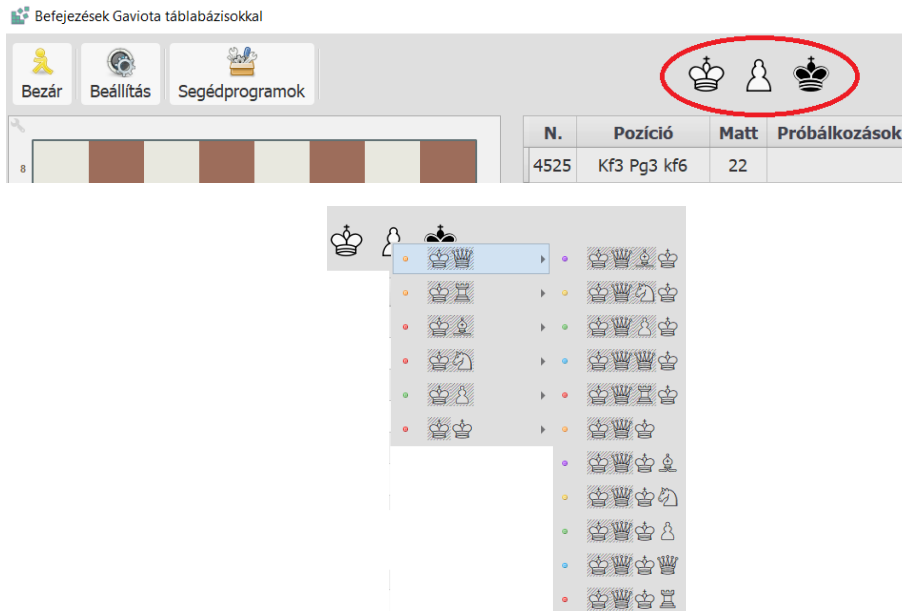 Befejezések Gaviota táblabázisokkal
Bezár Beállítás Segédprogramok
N. Pozíció Matt Próbálkozások
8
4525 Kf3 Pg3 kf6 22